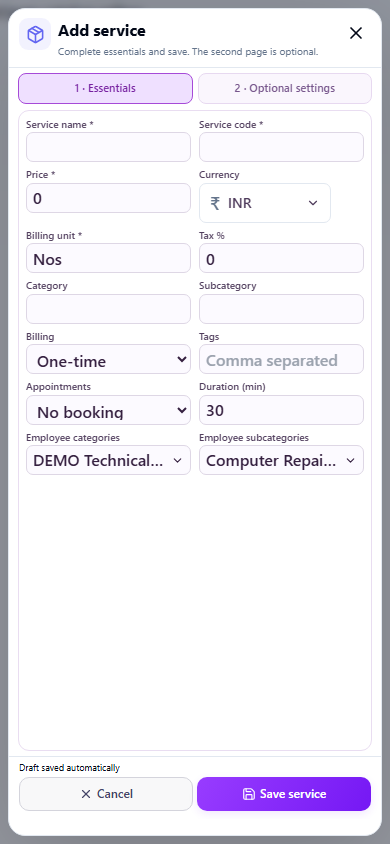 Add service
Complete essentials and save. The second page is optional.
1 · Essentials
2 · Optional settings
Service name *
Service code *
Price *
Currency
0
₹ INR
Billing unit *
Tax %
Nos
0
Category
Subcategory
Billing
Tags
One-time
Comma separated
Appointments
Duration (min)
No booking
30
Employee categories
Employee subcategories
DEMO Technical...
Computer Repai...
Draft saved automatically
Cancel
Save service